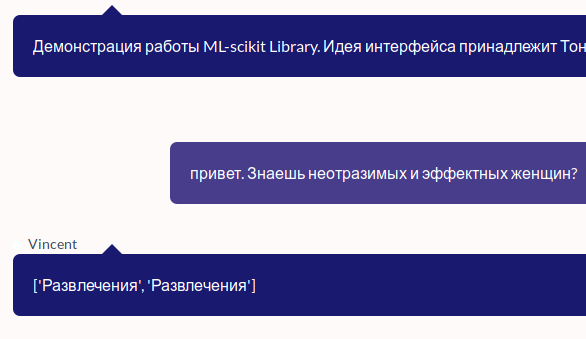 Демонстрация работы ML-scikit Library. Идея интерфейса принадлежит Тон
привет. Знаешь неотразимых и эффектных женщин?
Vincent
['Развлечения', 'Развлечения']